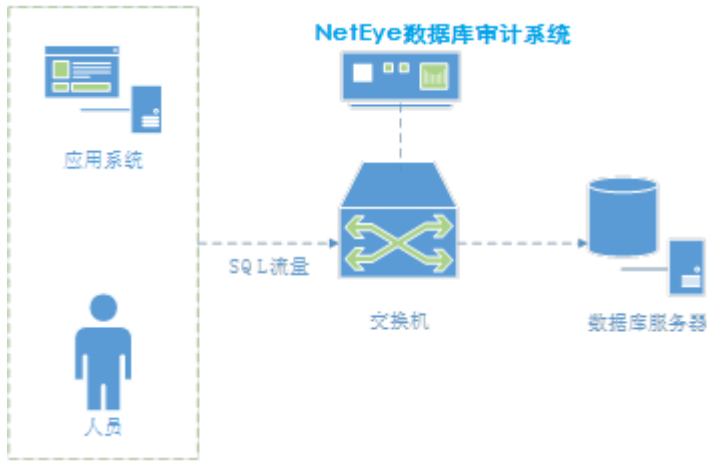 NetEye数据库审计系统
应用系统
SQL流量
交换机
数据库服务器
人员